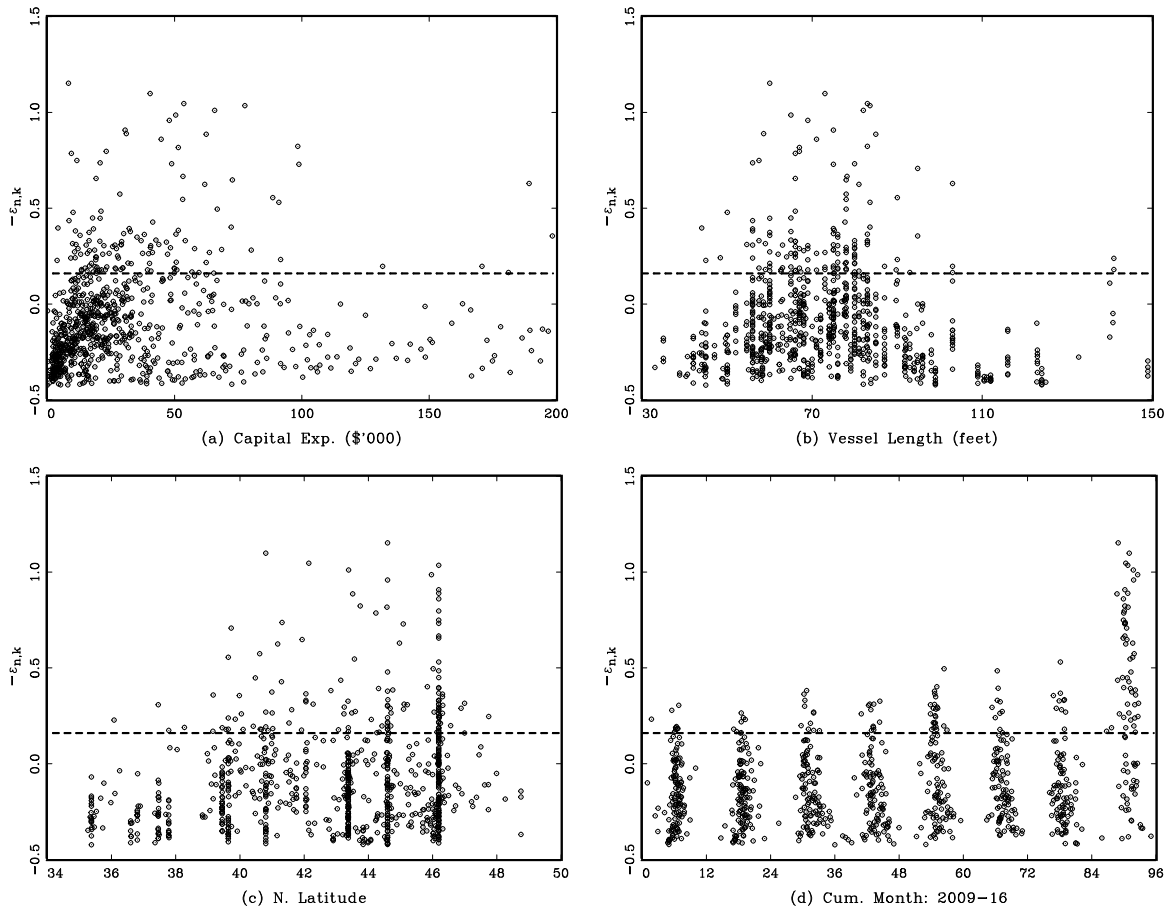 1.5
1.0
0.5
0.0
−0.5
−εn,k
0 50 100 150 200
(a) Capital Exp. ($'000)
1.5
1.0
0.5
0.0
−0.5
−εn,k
30 70 110 150
(b) Vessel Length (feet)
1.5
1.0
0.5
0.0
−0.5
−εn,k
34 36 38 40 42 44 46 48 50
(c) N. Latitude
1.5
1.0
0.5
0.0
−0.5
−εn,k
0 12 24 36 48 60 72 84 96
(d) Cum. Month: 2009−16